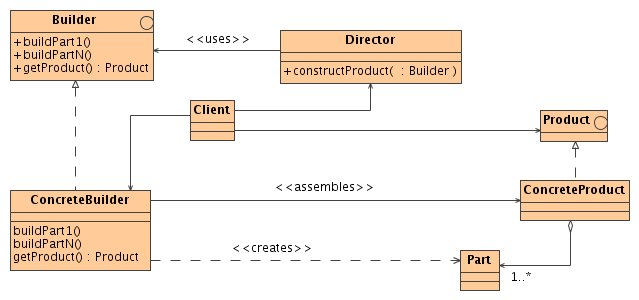 Builder
+buildPart1()
+buildPartN()
+getProduct() : Product
<<uses>>
Director
+constructProduct( : Builder )
Client
Product
ConcreteBuilder
buildPart1()
buildPartN()
getProduct() : Product
<<assembles>>
ConcreteProduct
<<creates>>
Part
1..*